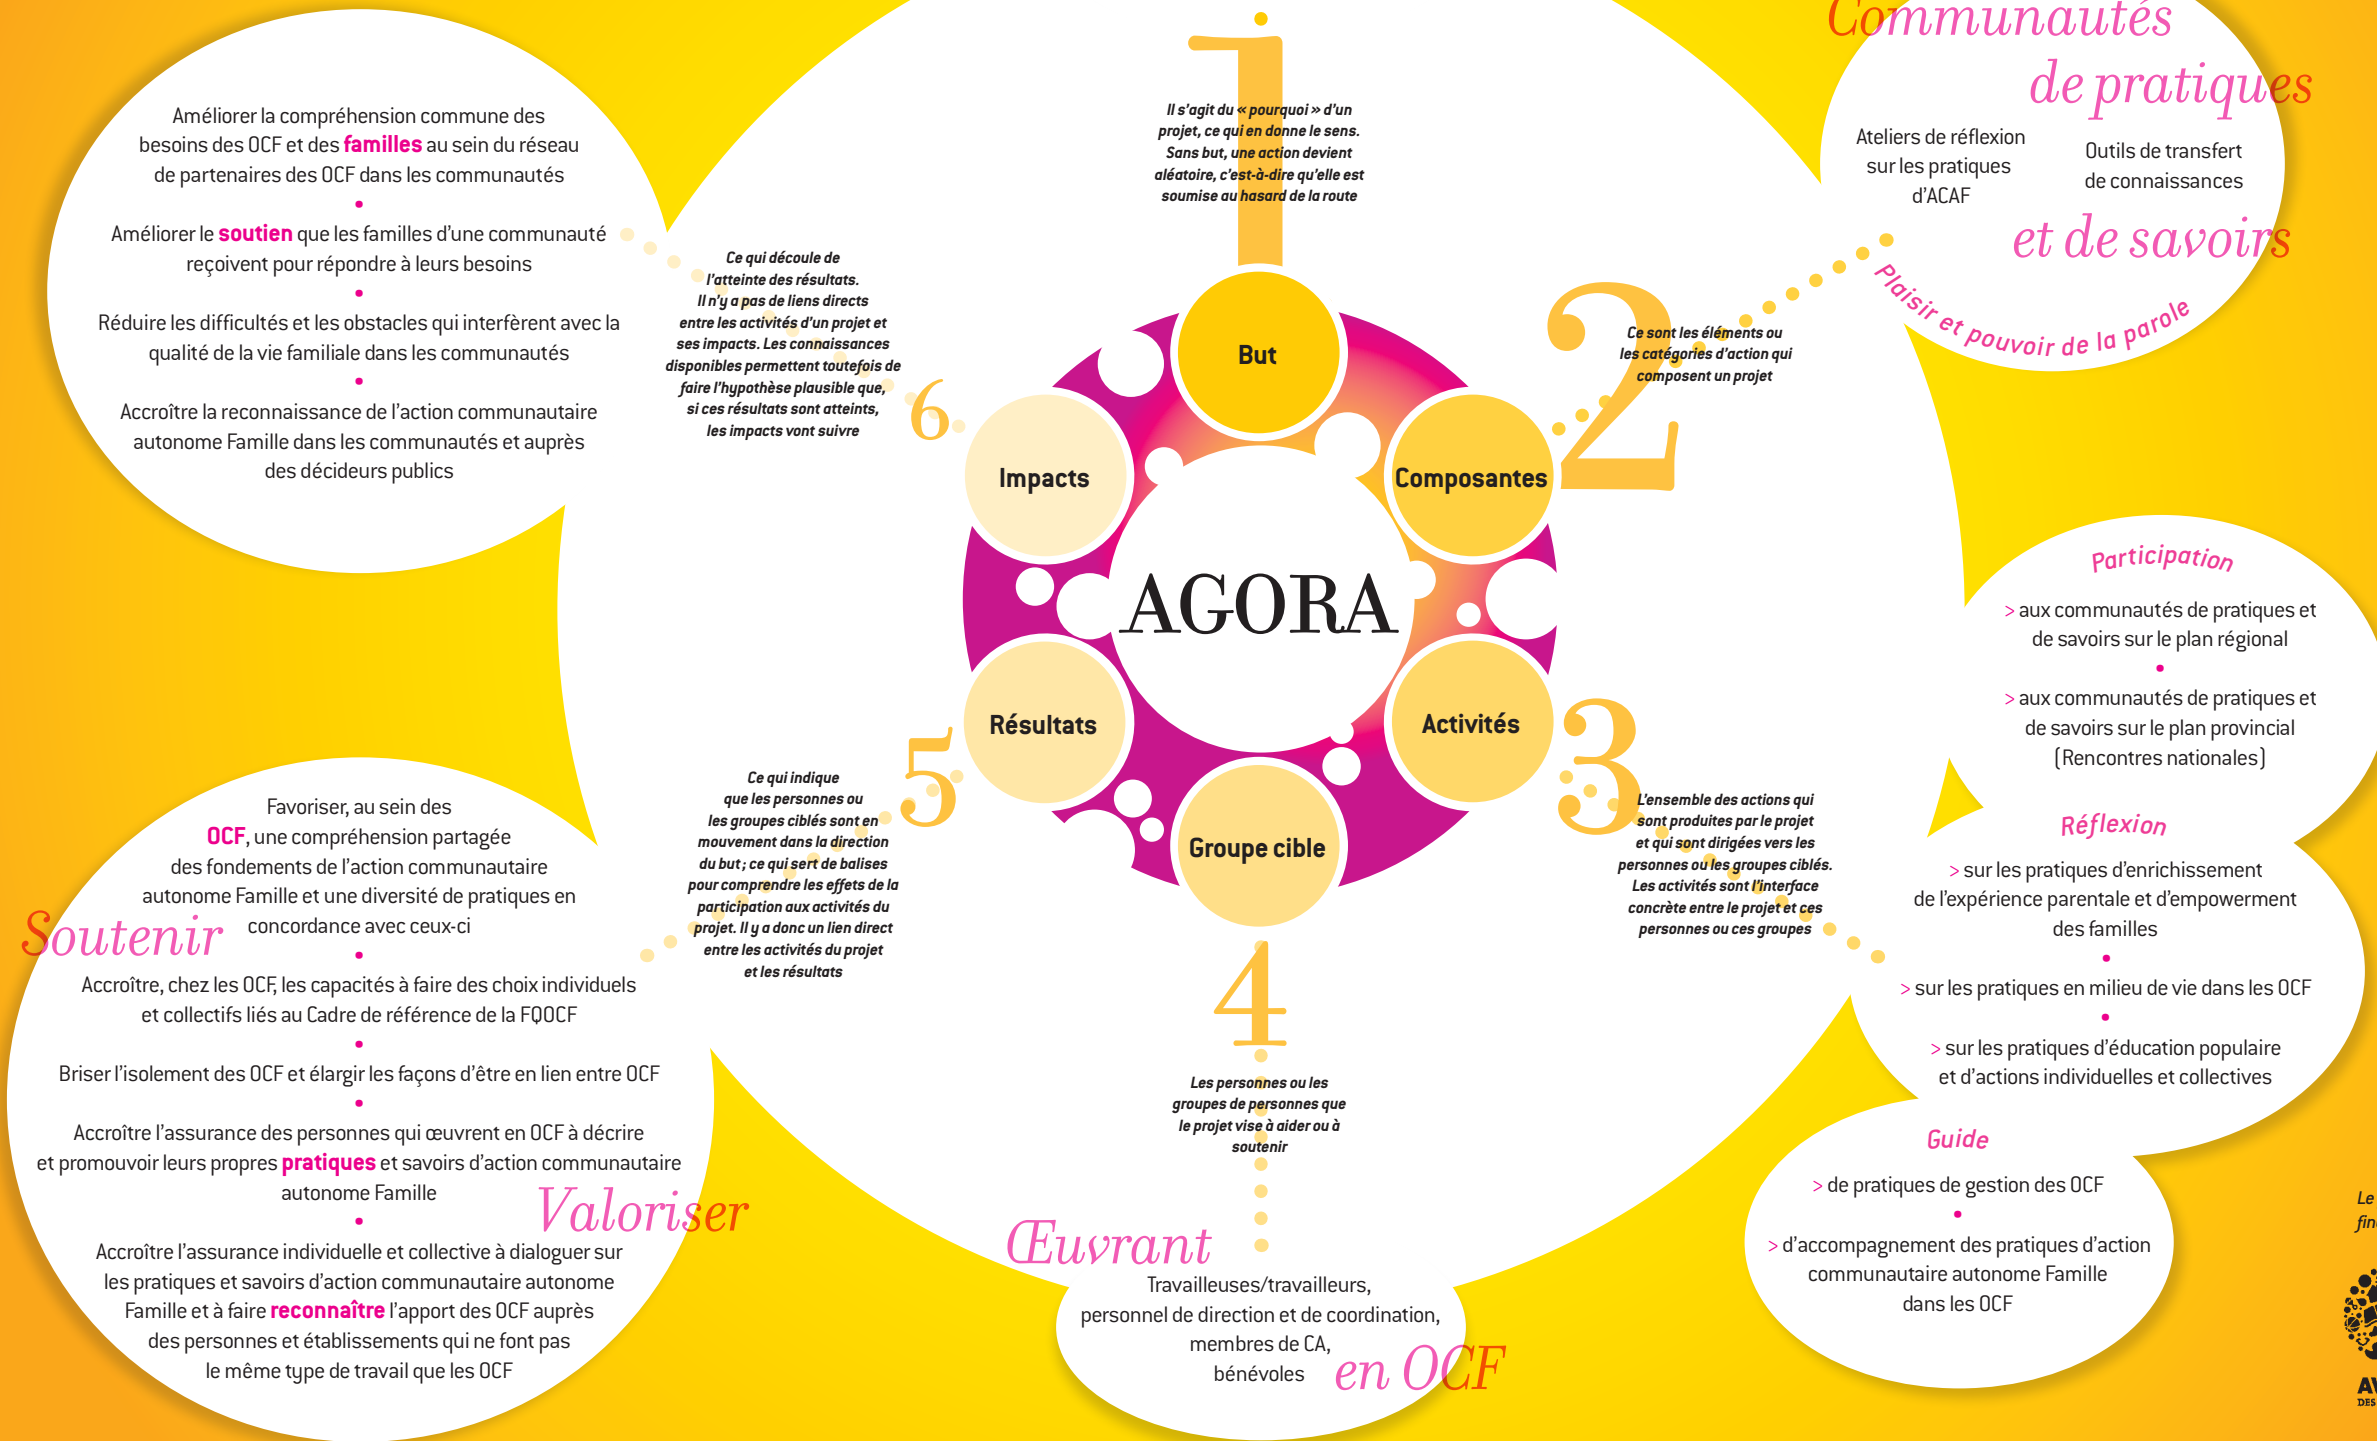 1
Il s'agit du « pourquoi » d'un
projet, ce qui en donne le sens.
Sans but, une action devient
aléatoire, c'est-à-dire qu'elle est
soumise au hasard de la route
But
Communautés
de pratiques
Ateliers de réflexion
sur les pratiques
d'ACAF
Outils de transfert
de connaissances
et de savoirs
Plaisir et pouvoir de la parole
2
Ce sont les éléments ou
les catégories d'action qui
composent un projet
Composantes
AGORA
Activités
3
L'ensemble des actions qui
sont produites par le projet
et qui sont dirigées vers les
personnes ou les groupes ciblés.
Les activités sont l'interface
concrète entre le projet et ces
personnes ou ces groupes
Participation
> aux communautés de pratiques et
de savoirs sur le plan régional
•
> aux communautés de pratiques et
de savoirs sur le plan provincial
(Rencontres nationales)
Réflexion
> sur les pratiques d'enrichissement
de l'expérience parentale et d'empowerment
des familles
•
> sur les pratiques en milieu de vie dans les OCF
•
> sur les pratiques d'éducation populaire
et d'actions individuelles et collectives
Guide
> de pratiques de gestion des OCF
•
> d'accompagnement des pratiques d'action
communautaire autonome Famille
dans les OCF
Groupe cible
4
Les personnes ou les
groupes de personnes que
le projet vise à aider ou à
soutenir
Œuvrant
Travailleuses/travailleurs,
personnel de direction et de coordination,
membres de CA,
bénévoles
en OCF
Résultats
5
Ce qui indique
que les personnes ou
les groupes ciblés sont en
mouvement dans la direction
du but ; ce qui sert de balises
pour comprendre les effets de la
participation aux activités du
projet. Il y a donc un lien direct
entre les activités du projet
et les résultats
Favoriser, au sein des
OCF, une compréhension partagée
des fondements de l'action communautaire
autonome Famille et une diversité de pratiques en
concordance avec ceux-ci
Soutenir
•
Accroître, chez les OCF, les capacités à faire des choix individuels
et collectifs liés au Cadre de référence de la FQOCF
•
Briser l'isolement des OCF et élargir les façons d'être en lien entre OCF
•
Accroître l'assurance des personnes qui œuvrent en OCF à décrire
et promouvoir leurs propres pratiques et savoirs d'action communautaire
autonome Famille
Valoriser
•
Accroître l'assurance individuelle et collective à dialoguer sur
les pratiques et savoirs d'action communautaire autonome
Famille et à faire reconnaître l'apport des OCF auprès
des personnes et établissements qui ne font pas
le même type de travail que les OCF
Impacts
6
Ce qui découle de
l'atteinte des résultats.
Il n'y a pas de liens directs
entre les activités d'un projet et
ses impacts. Les connaissances
disponibles permettent toutefois de
faire l'hypothèse plausible que,
si ces résultats sont atteints,
les impacts vont suivre
Améliorer la compréhension commune des
besoins des OCF et des familles au sein du réseau
de partenaires des OCF dans les communautés
•
Améliorer le soutien que les familles d'une communauté
reçoivent pour répondre à leurs besoins
•
Réduire les difficultés et les obstacles qui interfèrent avec la
qualité de la vie familiale dans les communautés
•
Accroître la reconnaissance de l'action communautaire
autonome Famille dans les communautés et auprès
des décideurs publics
Le
DES